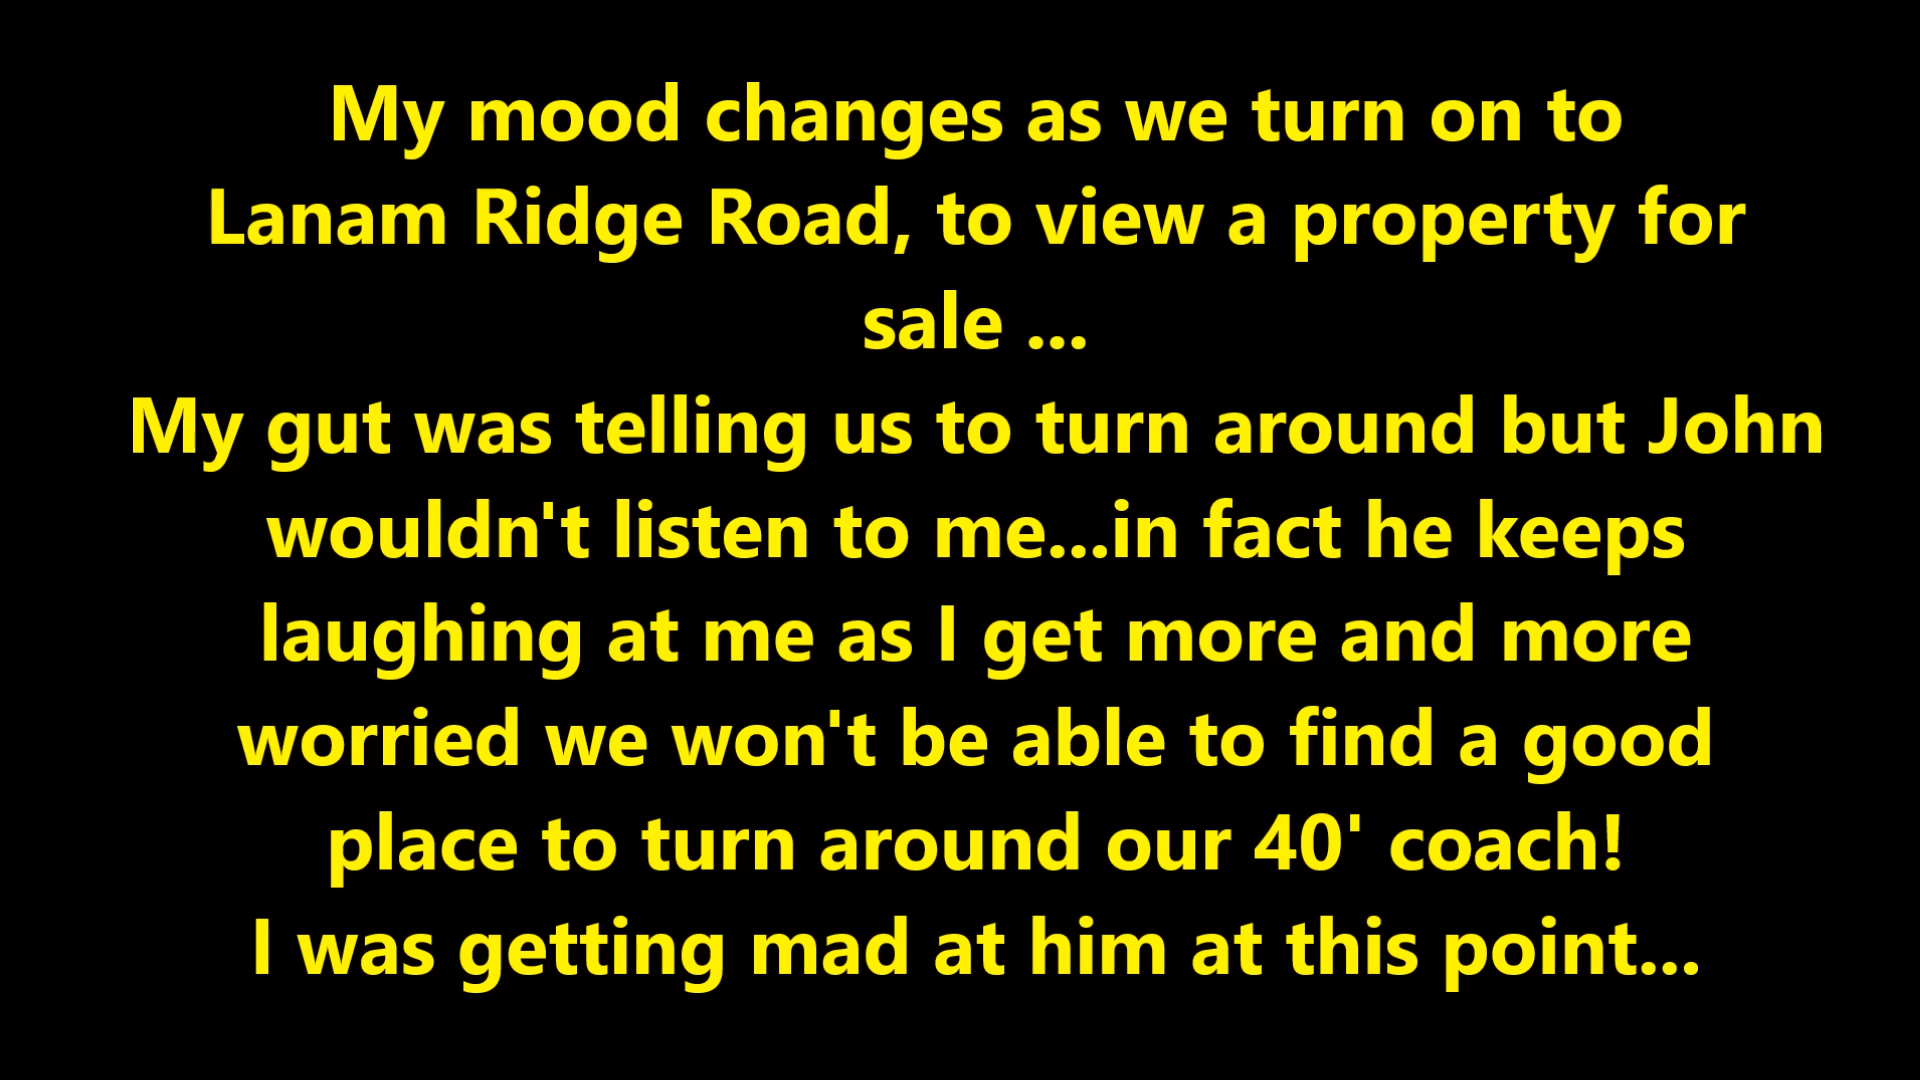 My mood changes as we turn on to
Lanam Ridge Road, to view a property for
sale ...
My gut was telling us to turn around but John
wouldn't listen to me...in fact he keeps
laughing at me as I get more and more
worried we won't be able to find a good
place to turn around our 40' coach!
I was getting mad at him at this point...